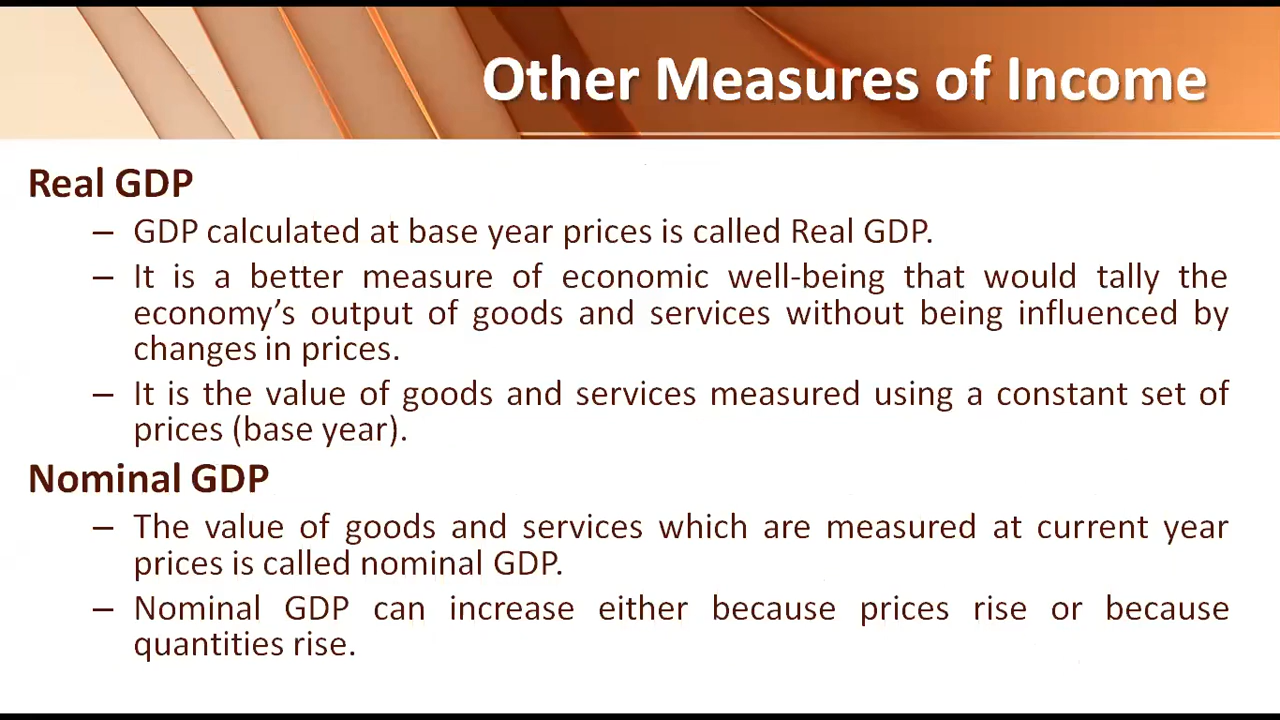 Other Measures of Income
Real GDP
– GDP calculated at base year prices is called Real GDP.
– It is a better measure of economic well-being that would tally the
economy's output of goods and services without being influenced by
changes in prices.
– It is the value of goods and services measured using a constant set of
prices (base year).
Nominal GDP
– The value of goods and services which are measured at current year
prices is called nominal GDP.
– Nominal GDP can increase either because prices rise or because
quantities rise.